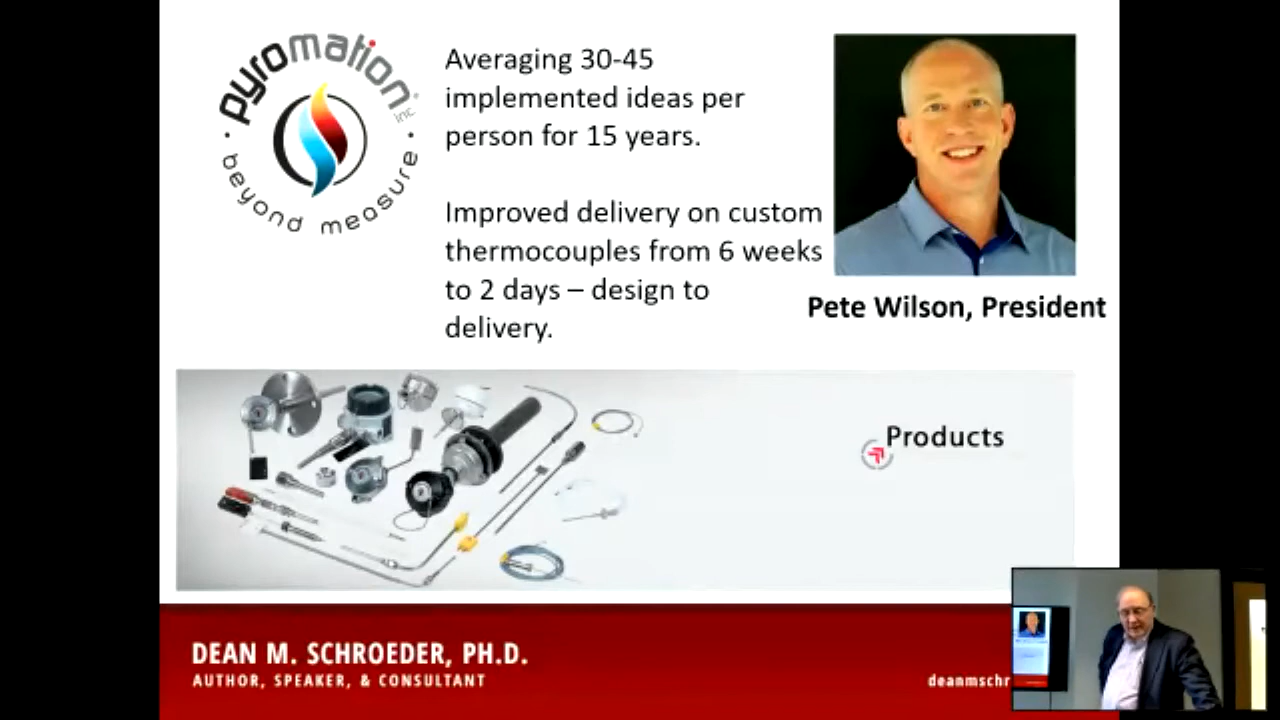 pyromation
inc
· beyond measure ·
Averaging 30-45
implemented ideas per
person for 15 years.
Improved delivery on custom
thermocouples from 6 weeks
to 2 days – design to
delivery.
Pete Wilson, President
Products
DEAN M. SCHROEDER, PH.D.
AUTHOR, SPEAKER, & CONSULTANT
deanmschr